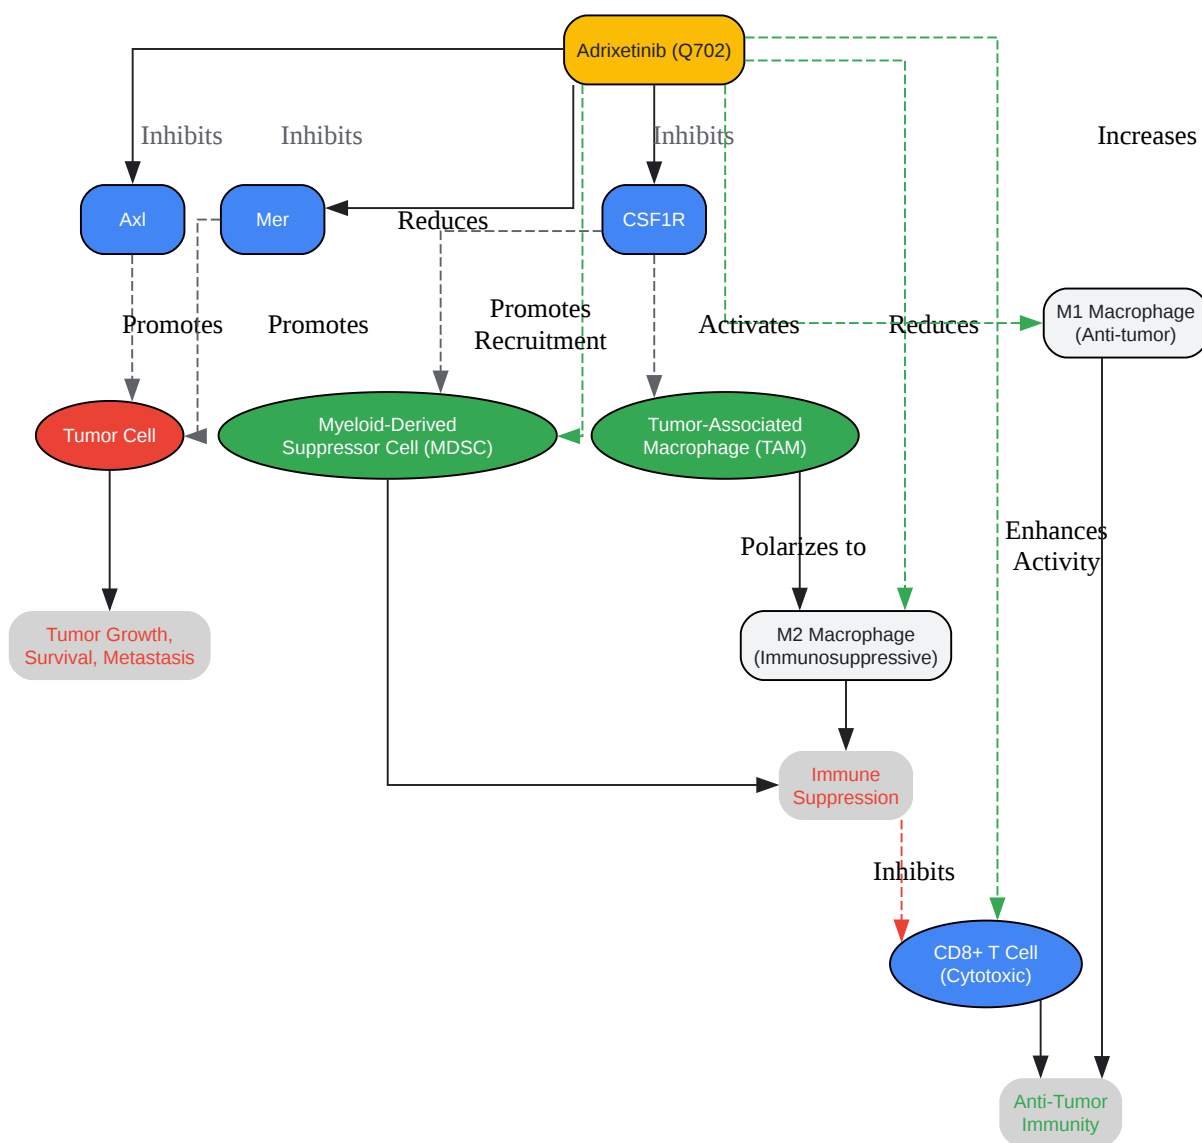 Adrixetinib (Q702)
Inhibits
Inhibits
Inhibits
Increases
Axl
Mer
Reduces
CSF1R
Promotes
Promotes
Promotes
Recruitment
Activates
Reduces
M1 Macrophage
(Anti-tumor)
Tumor Cell
Myeloid-Derived
Suppressor Cell (MDSC)
Tumor-Associated
Macrophage (TAM)
Polarizes to
Enhances
Activity
Tumor Growth,
Survival, Metastasis
M2 Macrophage
(Immunosuppressive)
Immune
Suppression
Inhibits
CD8+ T Cell
(Cytotoxic)
Anti-Tumor
Immunity